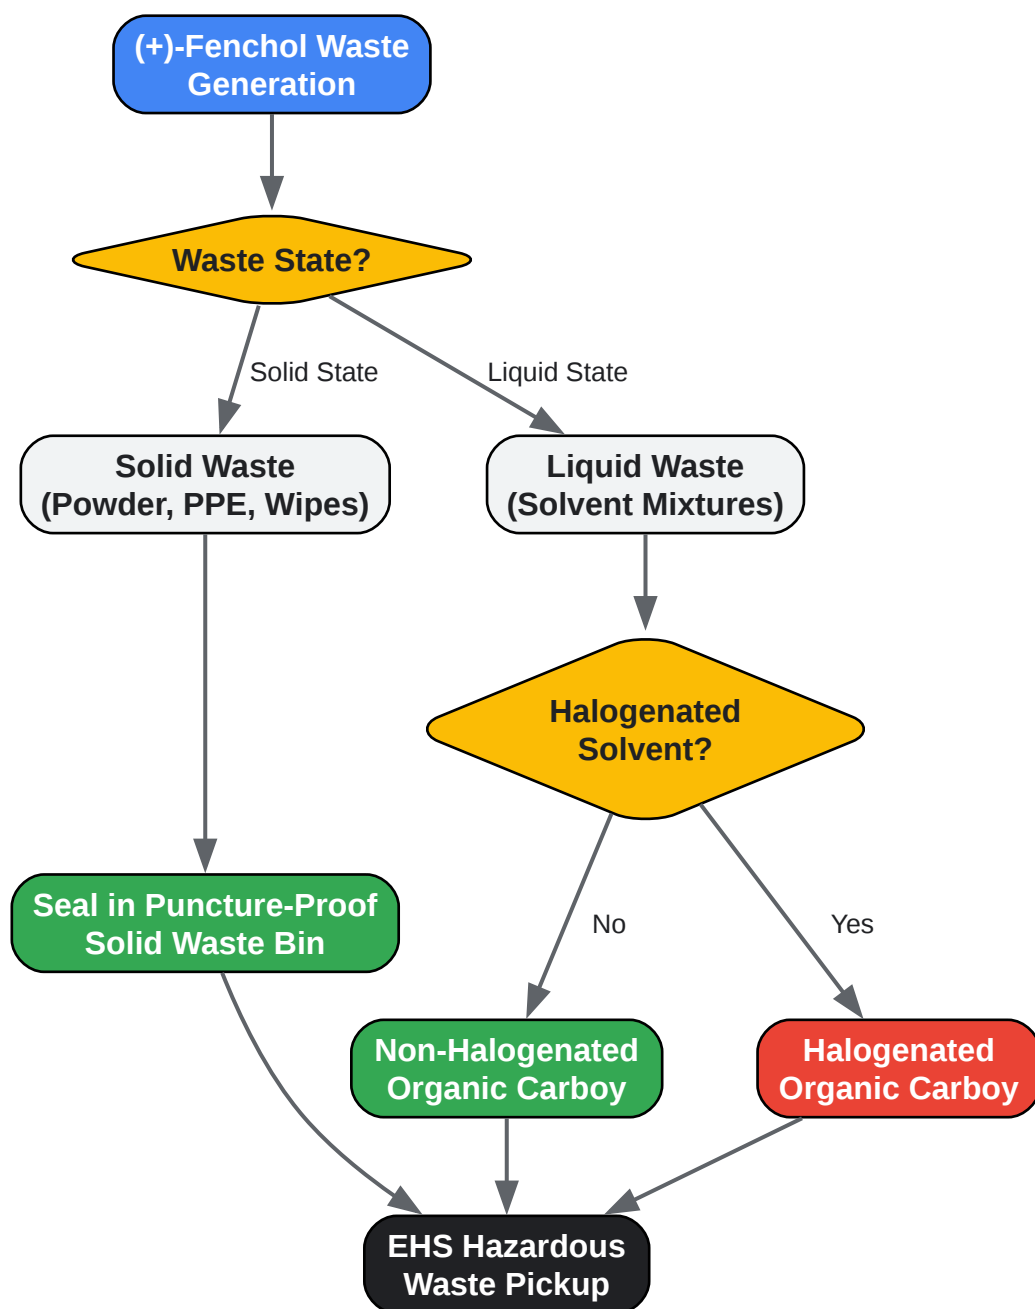 (+)-Fenchol Waste
Generation
Waste State?
Solid State
Liquid State
Solid Waste
(Powder, PPE, Wipes)
Liquid Waste
(Solvent Mixtures)
Halogenated
Solvent?
Seal in Puncture-Proof
Solid Waste Bin
No
Yes
Non-Halogenated
Organic Carboy
Halogenated
Organic Carboy
EHS Hazardous
Waste Pickup